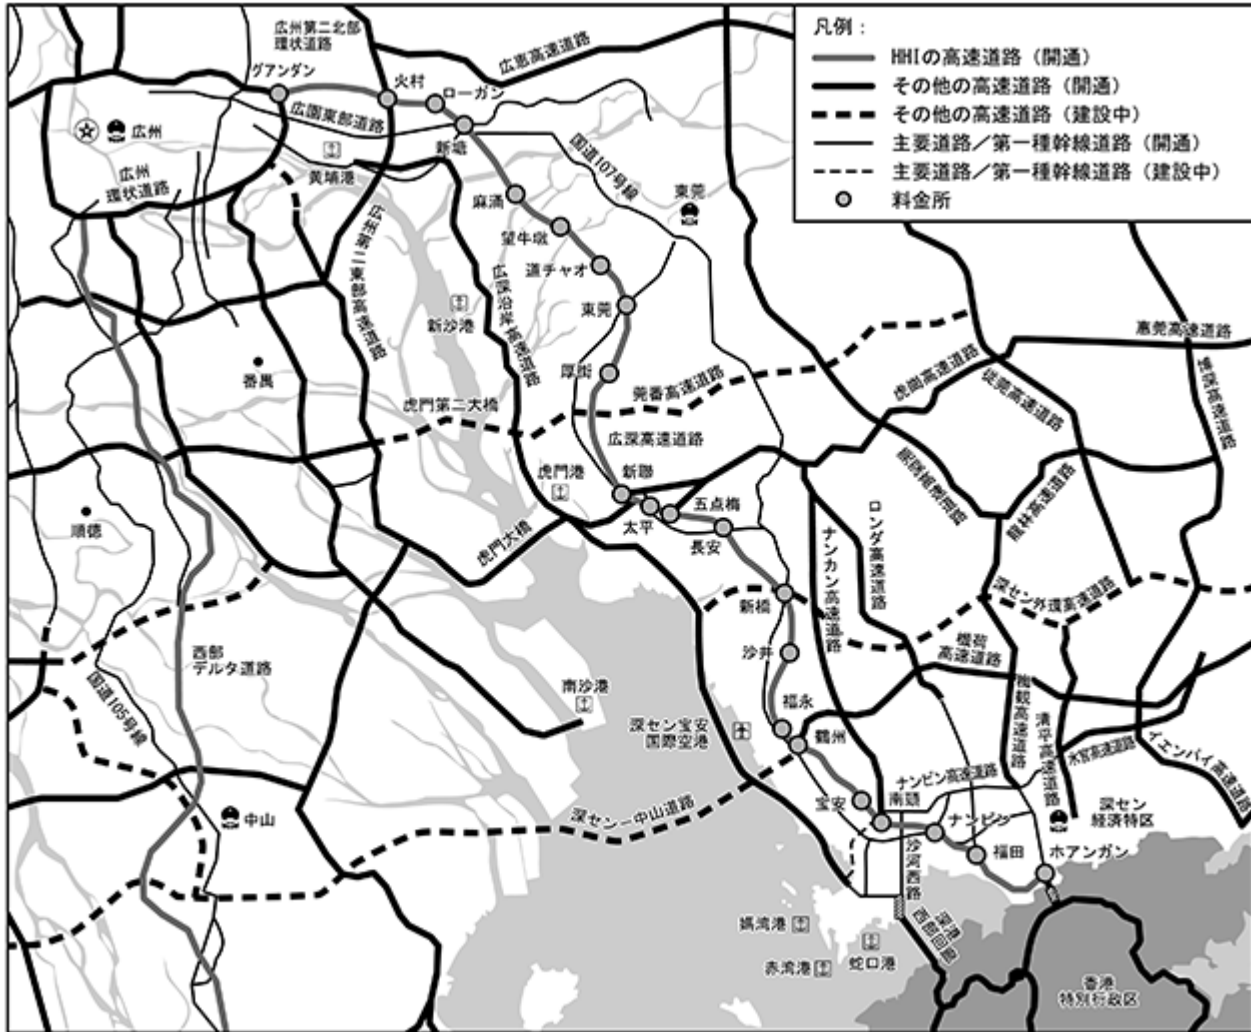 凡例：
HHIの高速道路（開通）
その他の高速道路（開通）
その他の高速道路（建設中）
主要道路／第一種幹線道路（開通）
主要道路／第一種幹線道路（建設中）
料金所
広州第二北部
環状道路
広恵高速道路
グアンダン
火村
ローガン
広園東部道路
新塘
広州
黄埔港
国道107号線
広州
環状道路
麻涌
東莞
望牛墩
広州第二東部高速道路
道チャオ
広深沿岸高速道路
東莞
新沙港
恵莞高速道路
番禺
厚街
莞番高速道路
虎崗高速道路
従莞高速道路
虎門第二大橋
広深高速道路
新聯
虎門港
五点梅
太平
長安
順徳
虎門大橋
ナンカン高速道路
ロンダ高速道路
龍林高速道路
新橋
深セン外環高速道路
沙井
機荷
高速道路
西部
デルタ道路
国道105号線
南沙港
福永
深セン宝安
国際空港
鶴州
梅観高速道路
清平高速道路
水官高速道路
イエンパイ高速道路
ナンピン高速道路
宝安
南頭
ナンピン
深セン
経済特区
中山
深セン－中山道路
福田
ホアンガン
沙河西路
深港
西部回廊
媽湾港
赤湾港
蛇口港
香港
特別行政区